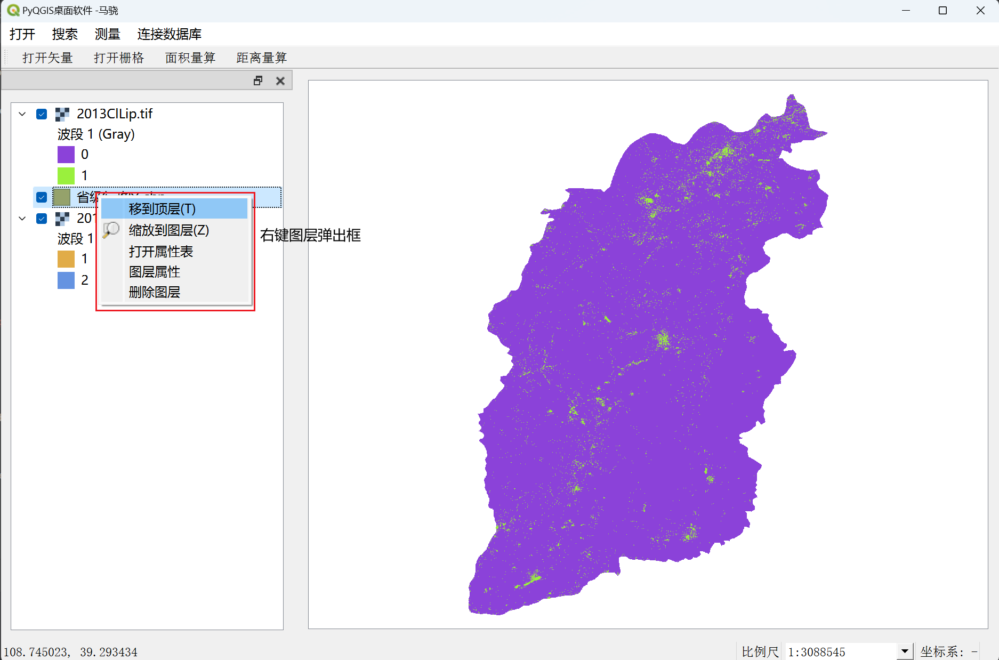 PyQGIS桌面软件 -马骁
打开 搜索 测量 连接数据库
打开矢量 打开栅格 面积量算 距离量算
2013ClLip.tif
波段 1 (Gray)
0
1
省级
移到顶层(T)
201
缩放到图层(Z)
右键图层弹出框
波段 1
打开属性表
1
图层属性
2
删除图层
108.745023, 39.293434
比例尺 1:3088545 坐标系: -